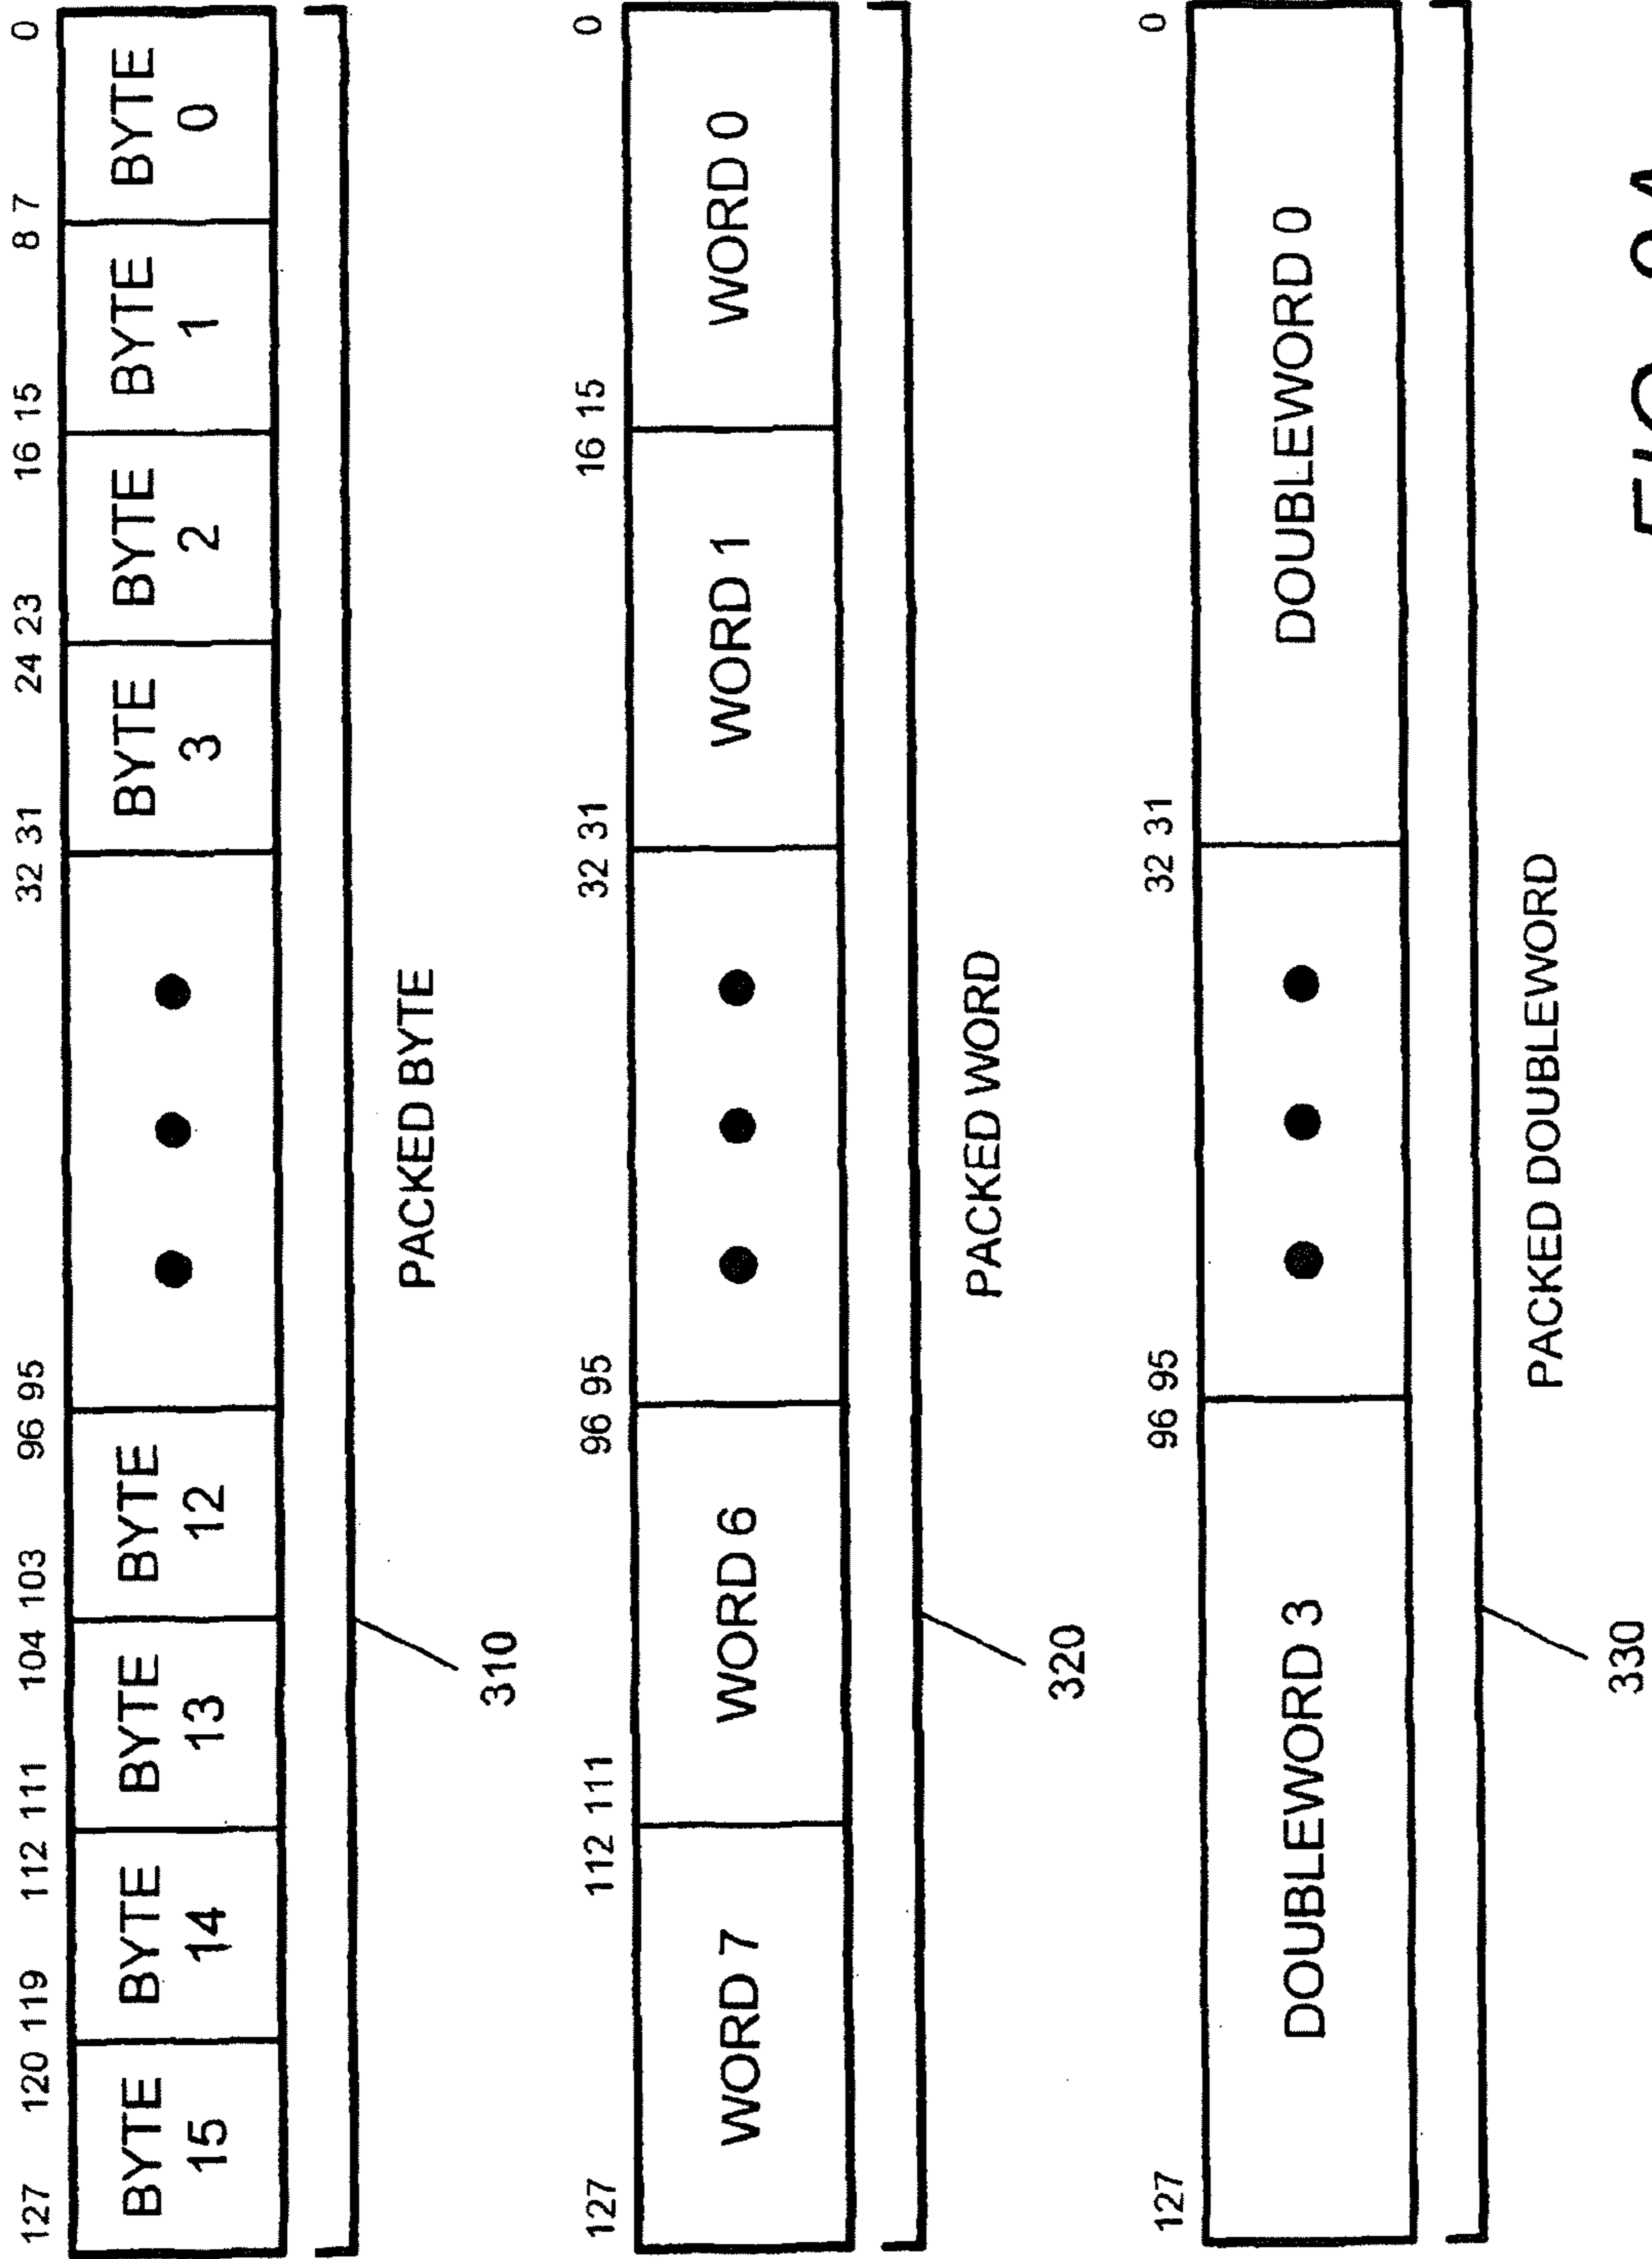 127 120 119 112 111 104 103 96 95 32 31 24 23 16 15 8 7 0
BYTE 15 BYTE 14 BYTE 13 BYTE 12 BYTE 3 BYTE 2 BYTE 1 BYTE 0
PACKED BYTE
310
127 112 111 96 95 32 31 16 15 0
WORD 7 WORD 6 WORD 1 WORD 0
PACKED WORD
320
127 96 95 32 31 0
DOUBLEWORD 3 DOUBLEWORD 0
PACKED DOUBLEWORD
330